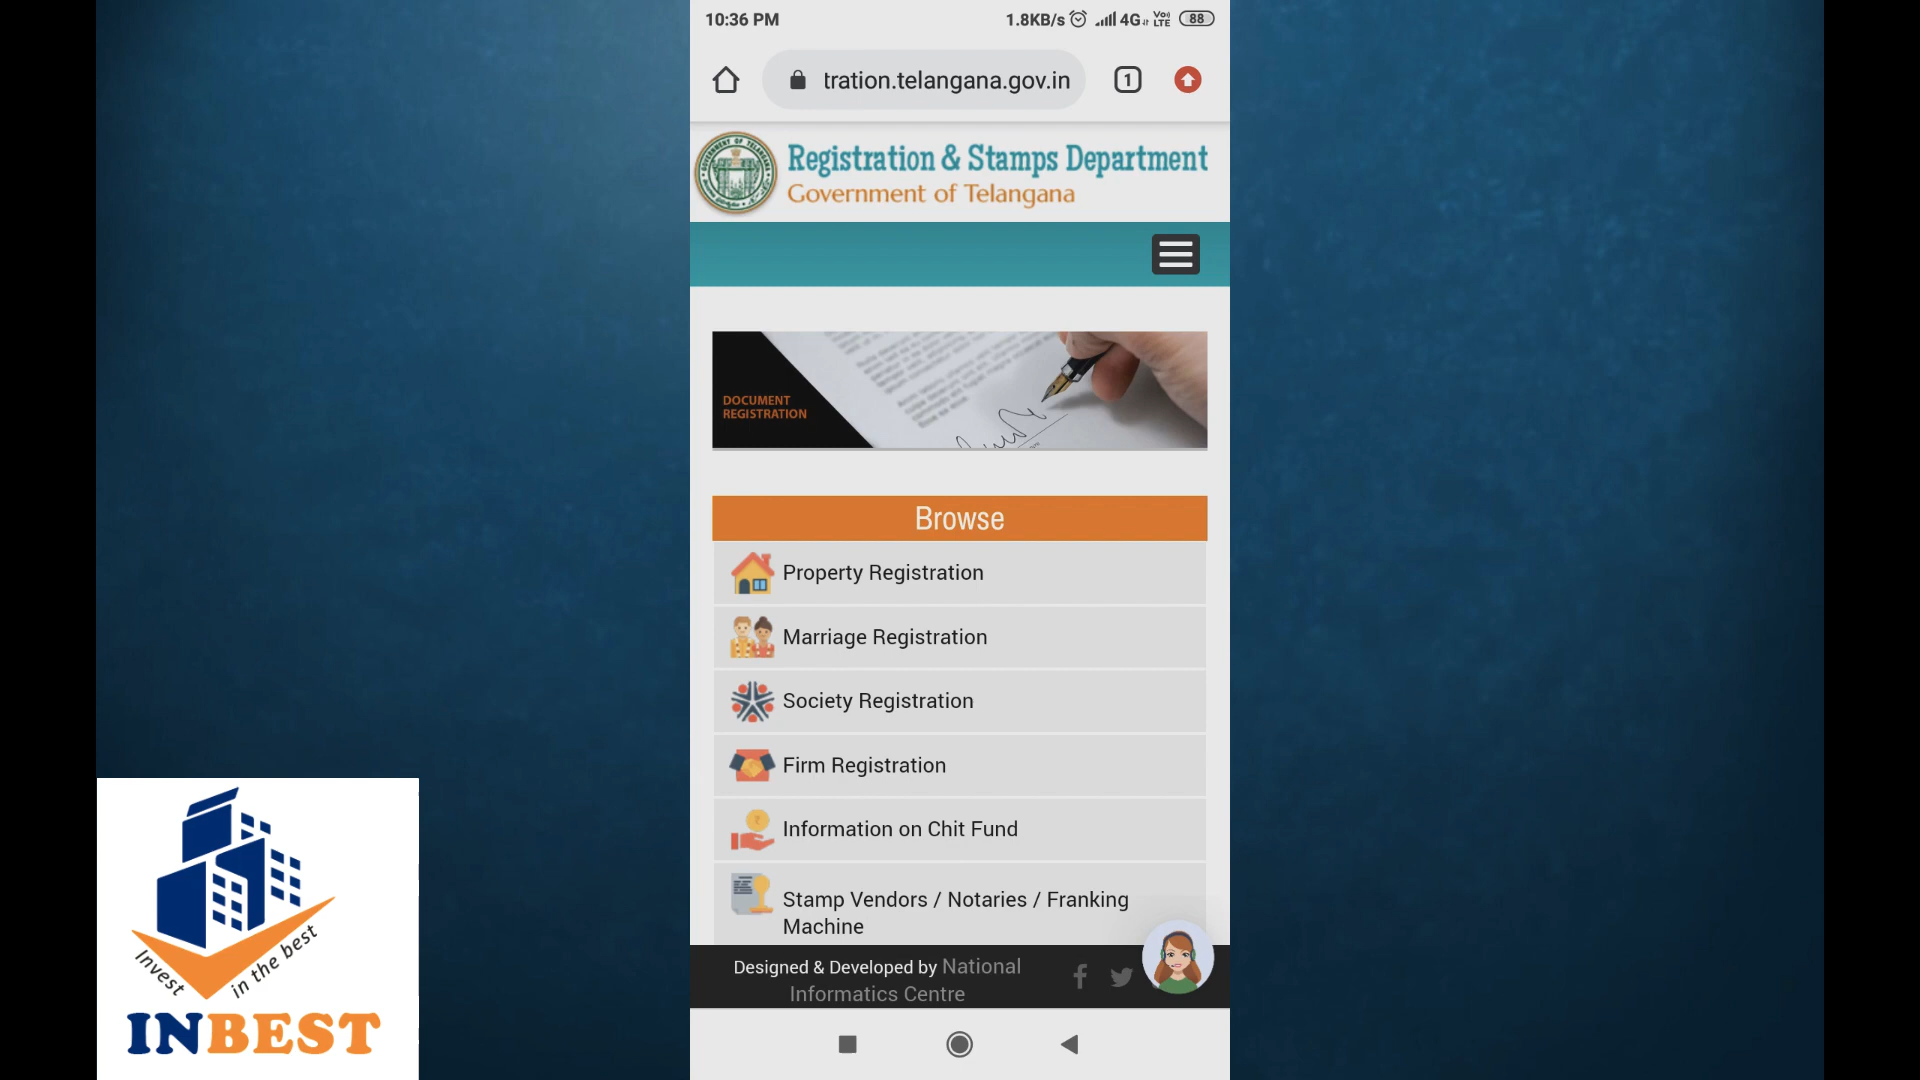 10:36 PM
1.8KB/s 4G Vo) LTE 88
tration.telangana.gov.in
1
Registration & Stamps Department
Government of Telangana
DOCUMENT
REGISTRATION
Browse
Property Registration
Marriage Registration
Society Registration
Firm Registration
Information on Chit Fund
Stamp Vendors / Notaries / Franking
Machine
Designed & Developed by National
Informatics Centre
Invest in the best
INBEST